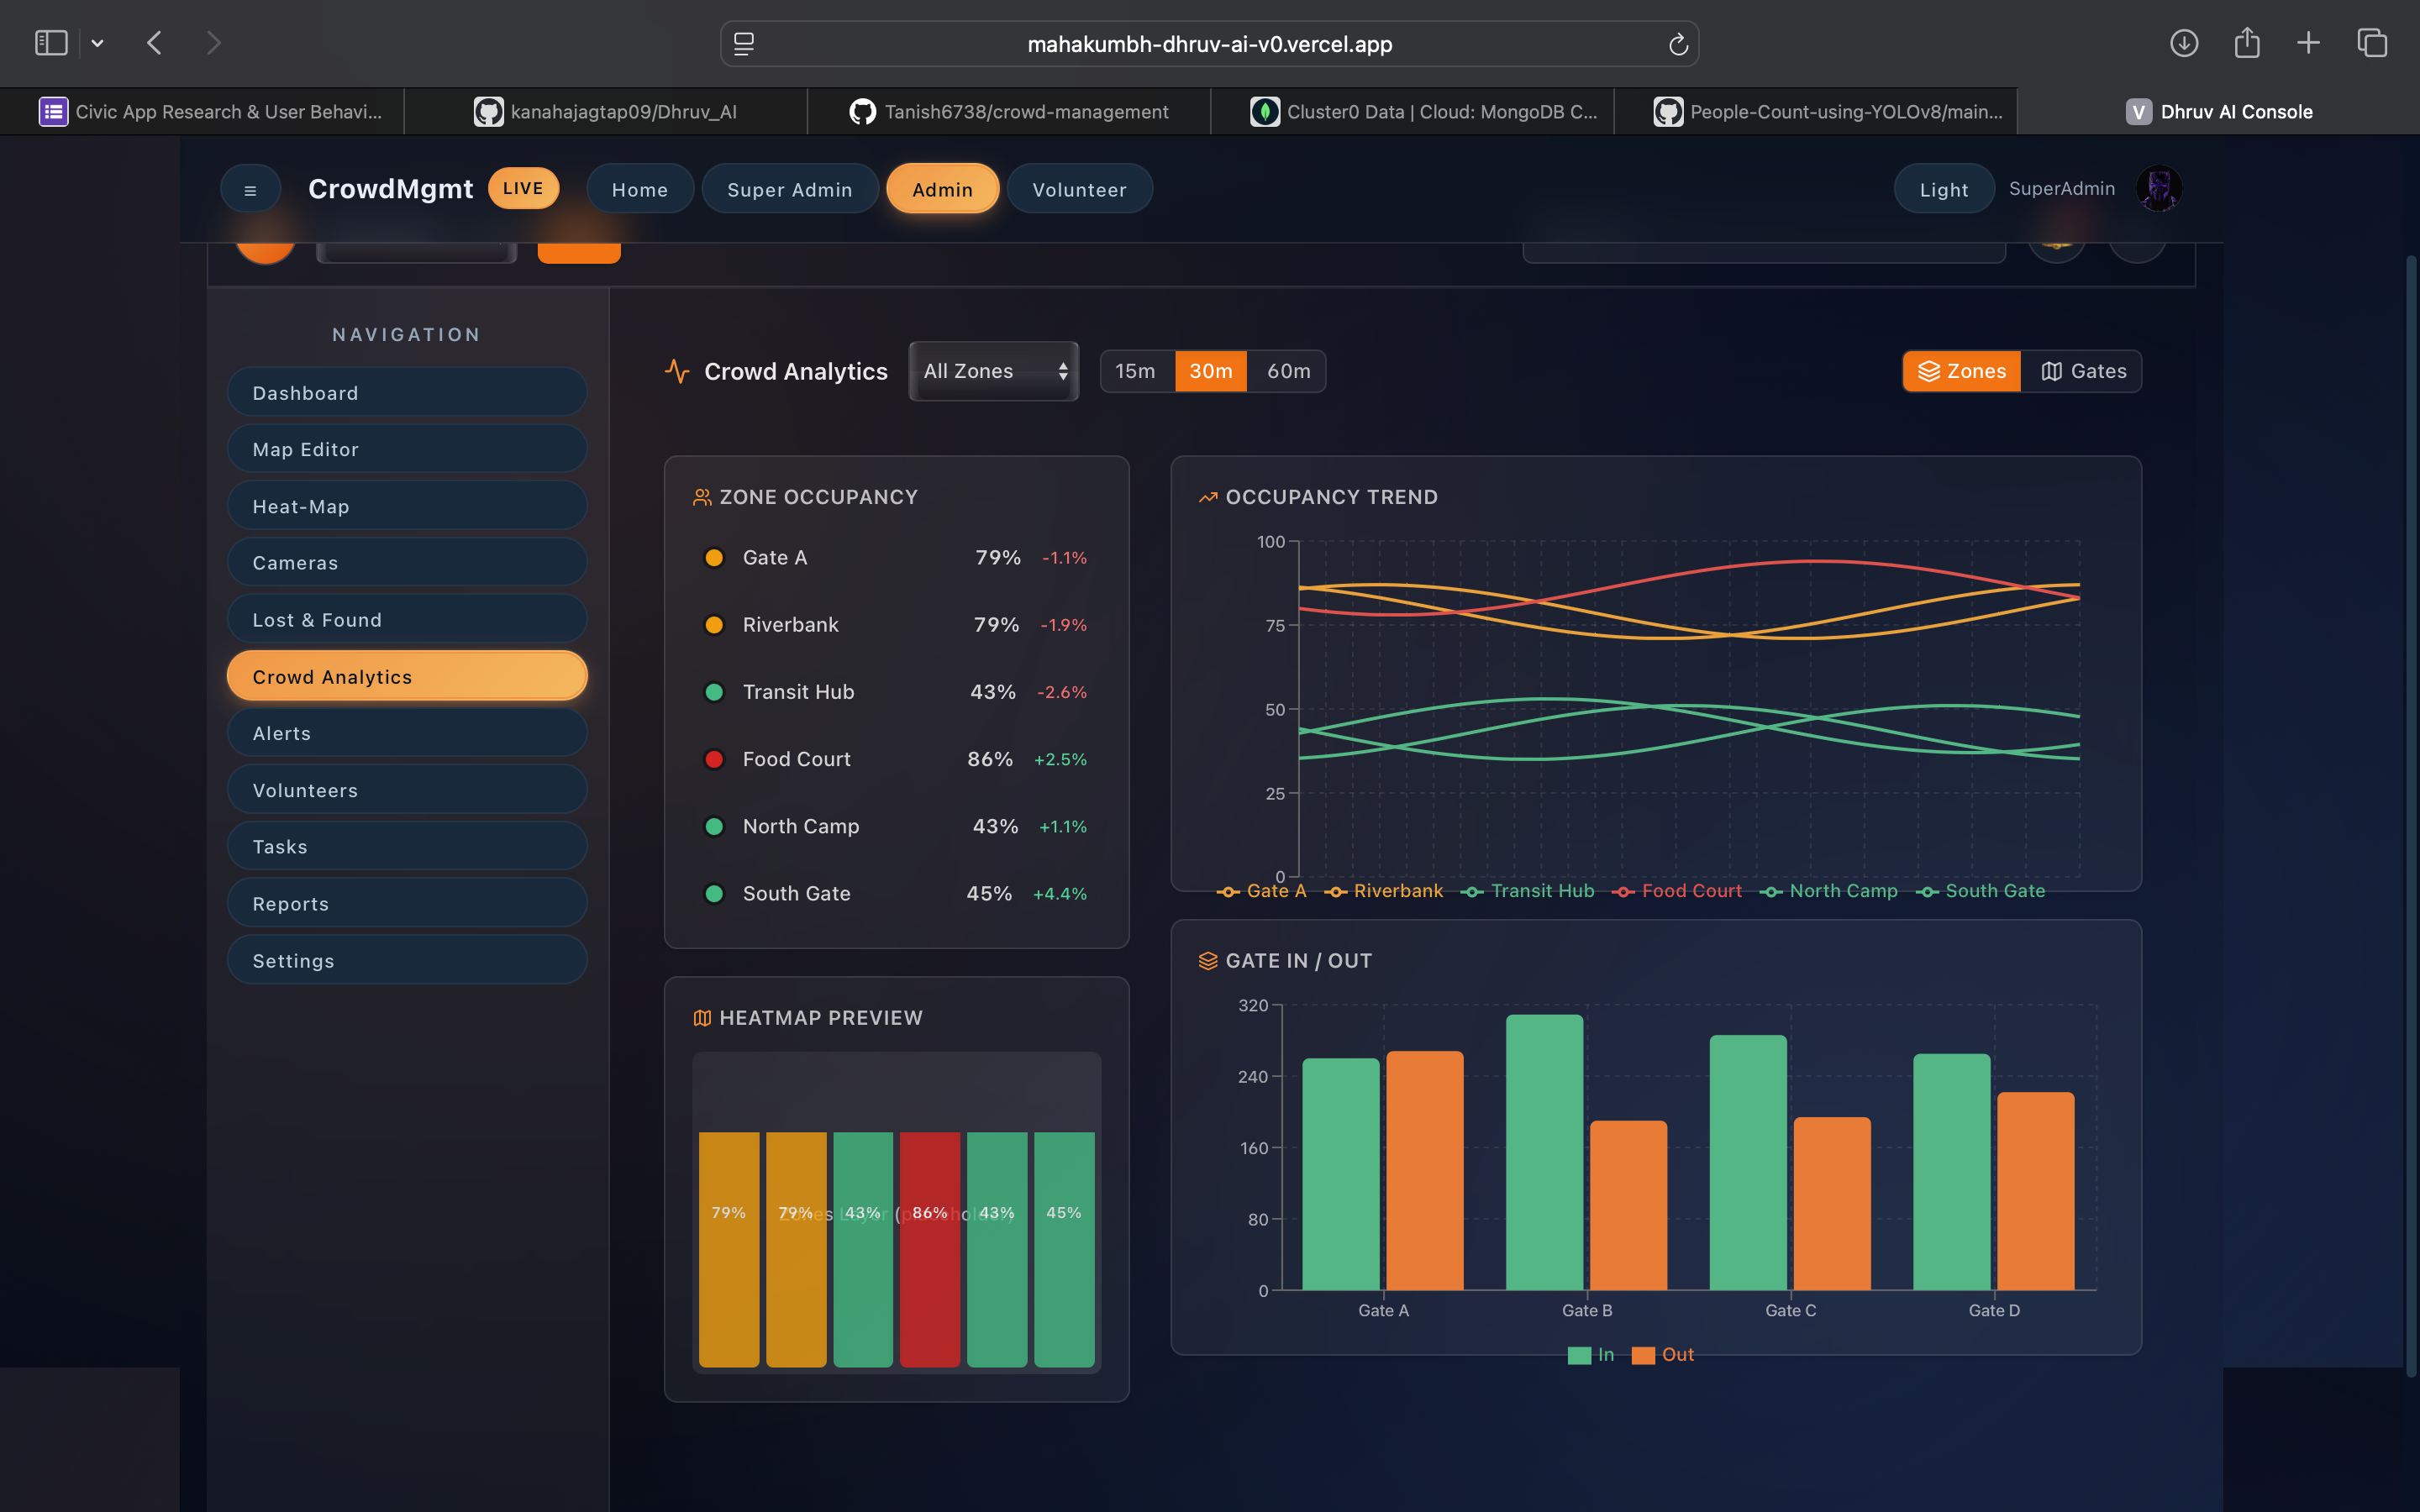 mahakumbh-dhruv-ai-v0.vercel.app
Civic App Research & User Behavi...
kanahajagtap09/Dhruv_AI
Tanish6738/crowd-management
Cluster0 Data | Cloud: MongoDB C...
People-Count-using-YOLOv8/main...
V Dhruv AI Console
CrowdMgmt LIVE Home Super Admin Admin Volunteer Light SuperAdmin
NAVIGATION
Dashboard
Map Editor
Heat-Map
Cameras
Lost & Found
Crowd Analytics
Alerts
Volunteers
Tasks
Reports
Settings
Crowd Analytics All Zones 15m 30m 60m Zones Gates
ZONE OCCUPANCY
Gate A 79% -1.1%
Riverbank 79% -1.9%
Transit Hub 43% -2.6%
Food Court 86% +2.5%
North Camp 43% +1.1%
South Gate 45% +4.4%
HEATMAP PREVIEW
79% 79% 43% 86% 43% 45%
Zones Layer (placeholder)
OCCUPANCY TREND
100
75
50
25
0
Gate A Riverbank Transit Hub Food Court North Camp South Gate
GATE IN / OUT
320
240
160
80
0
Gate A Gate B Gate C Gate D
In Out